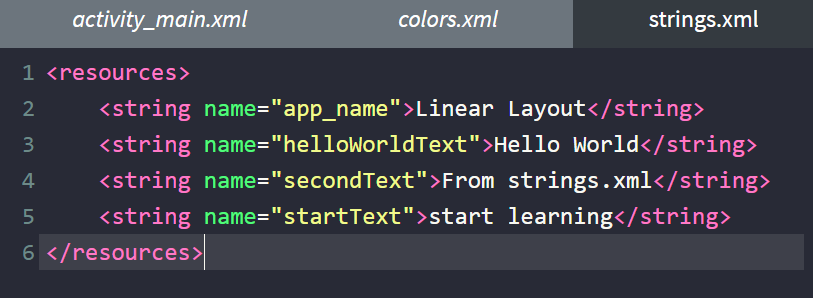 activity_main.xml colors.xml strings.xml
1 <resources>
2     <string name="app_name">Linear Layout</string>
3     <string name="helloWorldText">Hello World</string>
4     <string name="secondText">From strings.xml</string>
5     <string name="startText">start learning</string>
6 </resources>